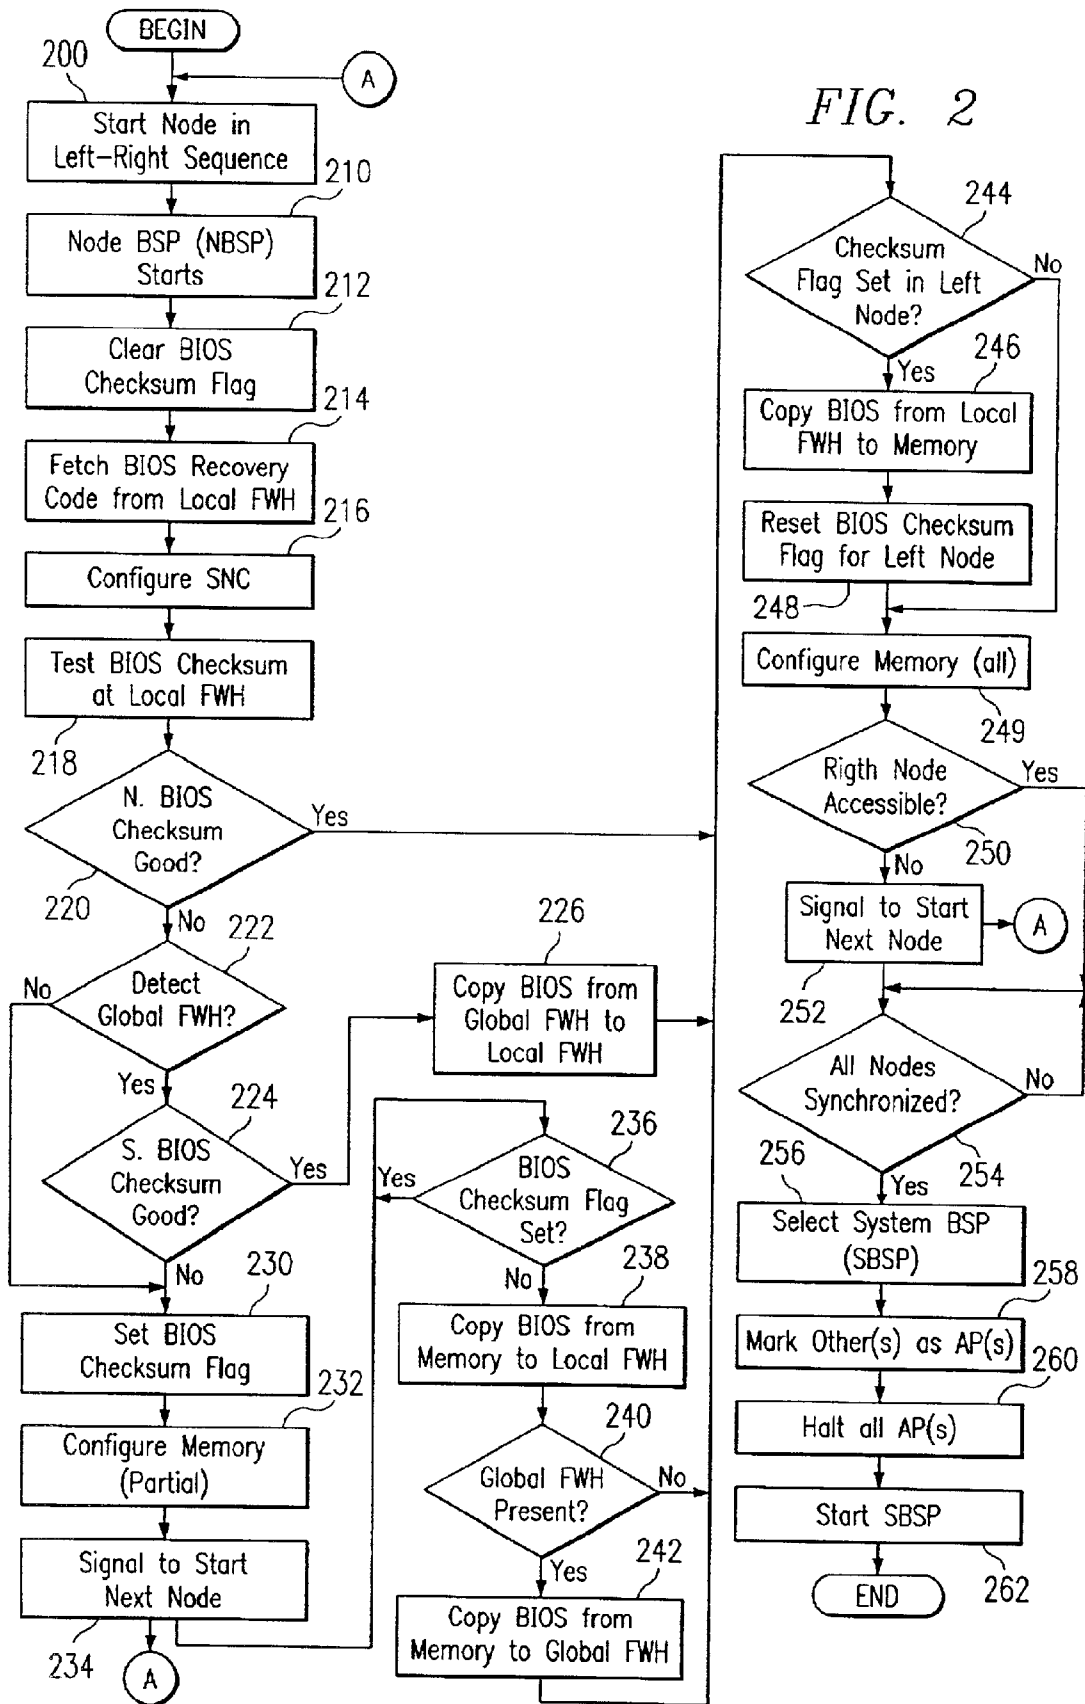 BEGIN
200
A
FIG. 2
Start Node in
Left-Right Sequence
210
Node BSP (NBSP)
Starts
212
Clear BIOS
Checksum Flag
214
Fetch BIOS Recovery
Code from Local FWH
216
Configure SNC
Test BIOS Checksum
at Local FWH
218
N. BIOS
Checksum
Good?
Yes
220
No
222
Detect
Global FWH?
No
Yes
224
S. BIOS
Checksum
Good?
Yes
No
226
Copy BIOS from
Global FWH to
Local FWH
230
Set BIOS
Checksum Flag
232
Configure Memory
(Partial)
Signal to Start
Next Node
234
A
236
BIOS
Checksum Flag
Set?
Yes
No
238
Copy BIOS from
Memory to Local FWH
240
Global FWH
Present?
No
Yes
242
Copy BIOS from
Memory to Global FWH
244
Checksum
Flag Set in Left
Node?
No
Yes
246
Copy BIOS from Local
FWH to Memory
Reset BIOS Checksum
Flag for Left Node
248
Configure Memory (all)
249
Rigth Node
Accessible?
Yes
250
No
Signal to Start
Next Node
A
252
All Nodes
Synchronized?
No
254
256
Yes
Select System BSP
(SBSP)
258
Mark Other(s) as AP(s)
260
Halt all AP(s)
Start SBSP
262
END